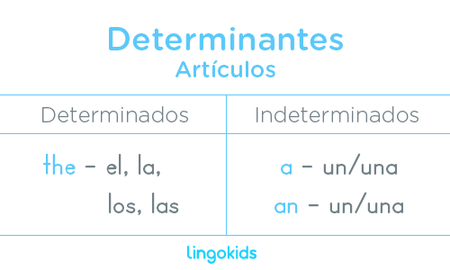 Determinantes
Artículos
Determinados
Indeterminados
the - el, la,
los, las
a - un/una
an - un/una
lingokids